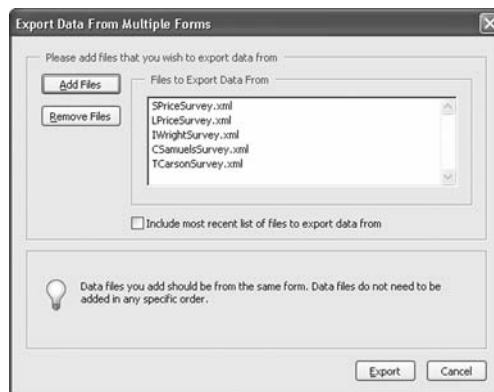 Export Data From Multiple Forms
Please add files that you wish to export data from
Add Files
Remove Files
Files to Export Data From
SPriceSurvey.xml
LPriceSurvey.xml
IWrightSurvey.xml
CSamuelsSurvey.xml
TCarsonSurvey.xml
Include most recent list of files to export data from
Data files you add should be from the same form. Data files do not need to be
added in any specific order.
Export
Cancel